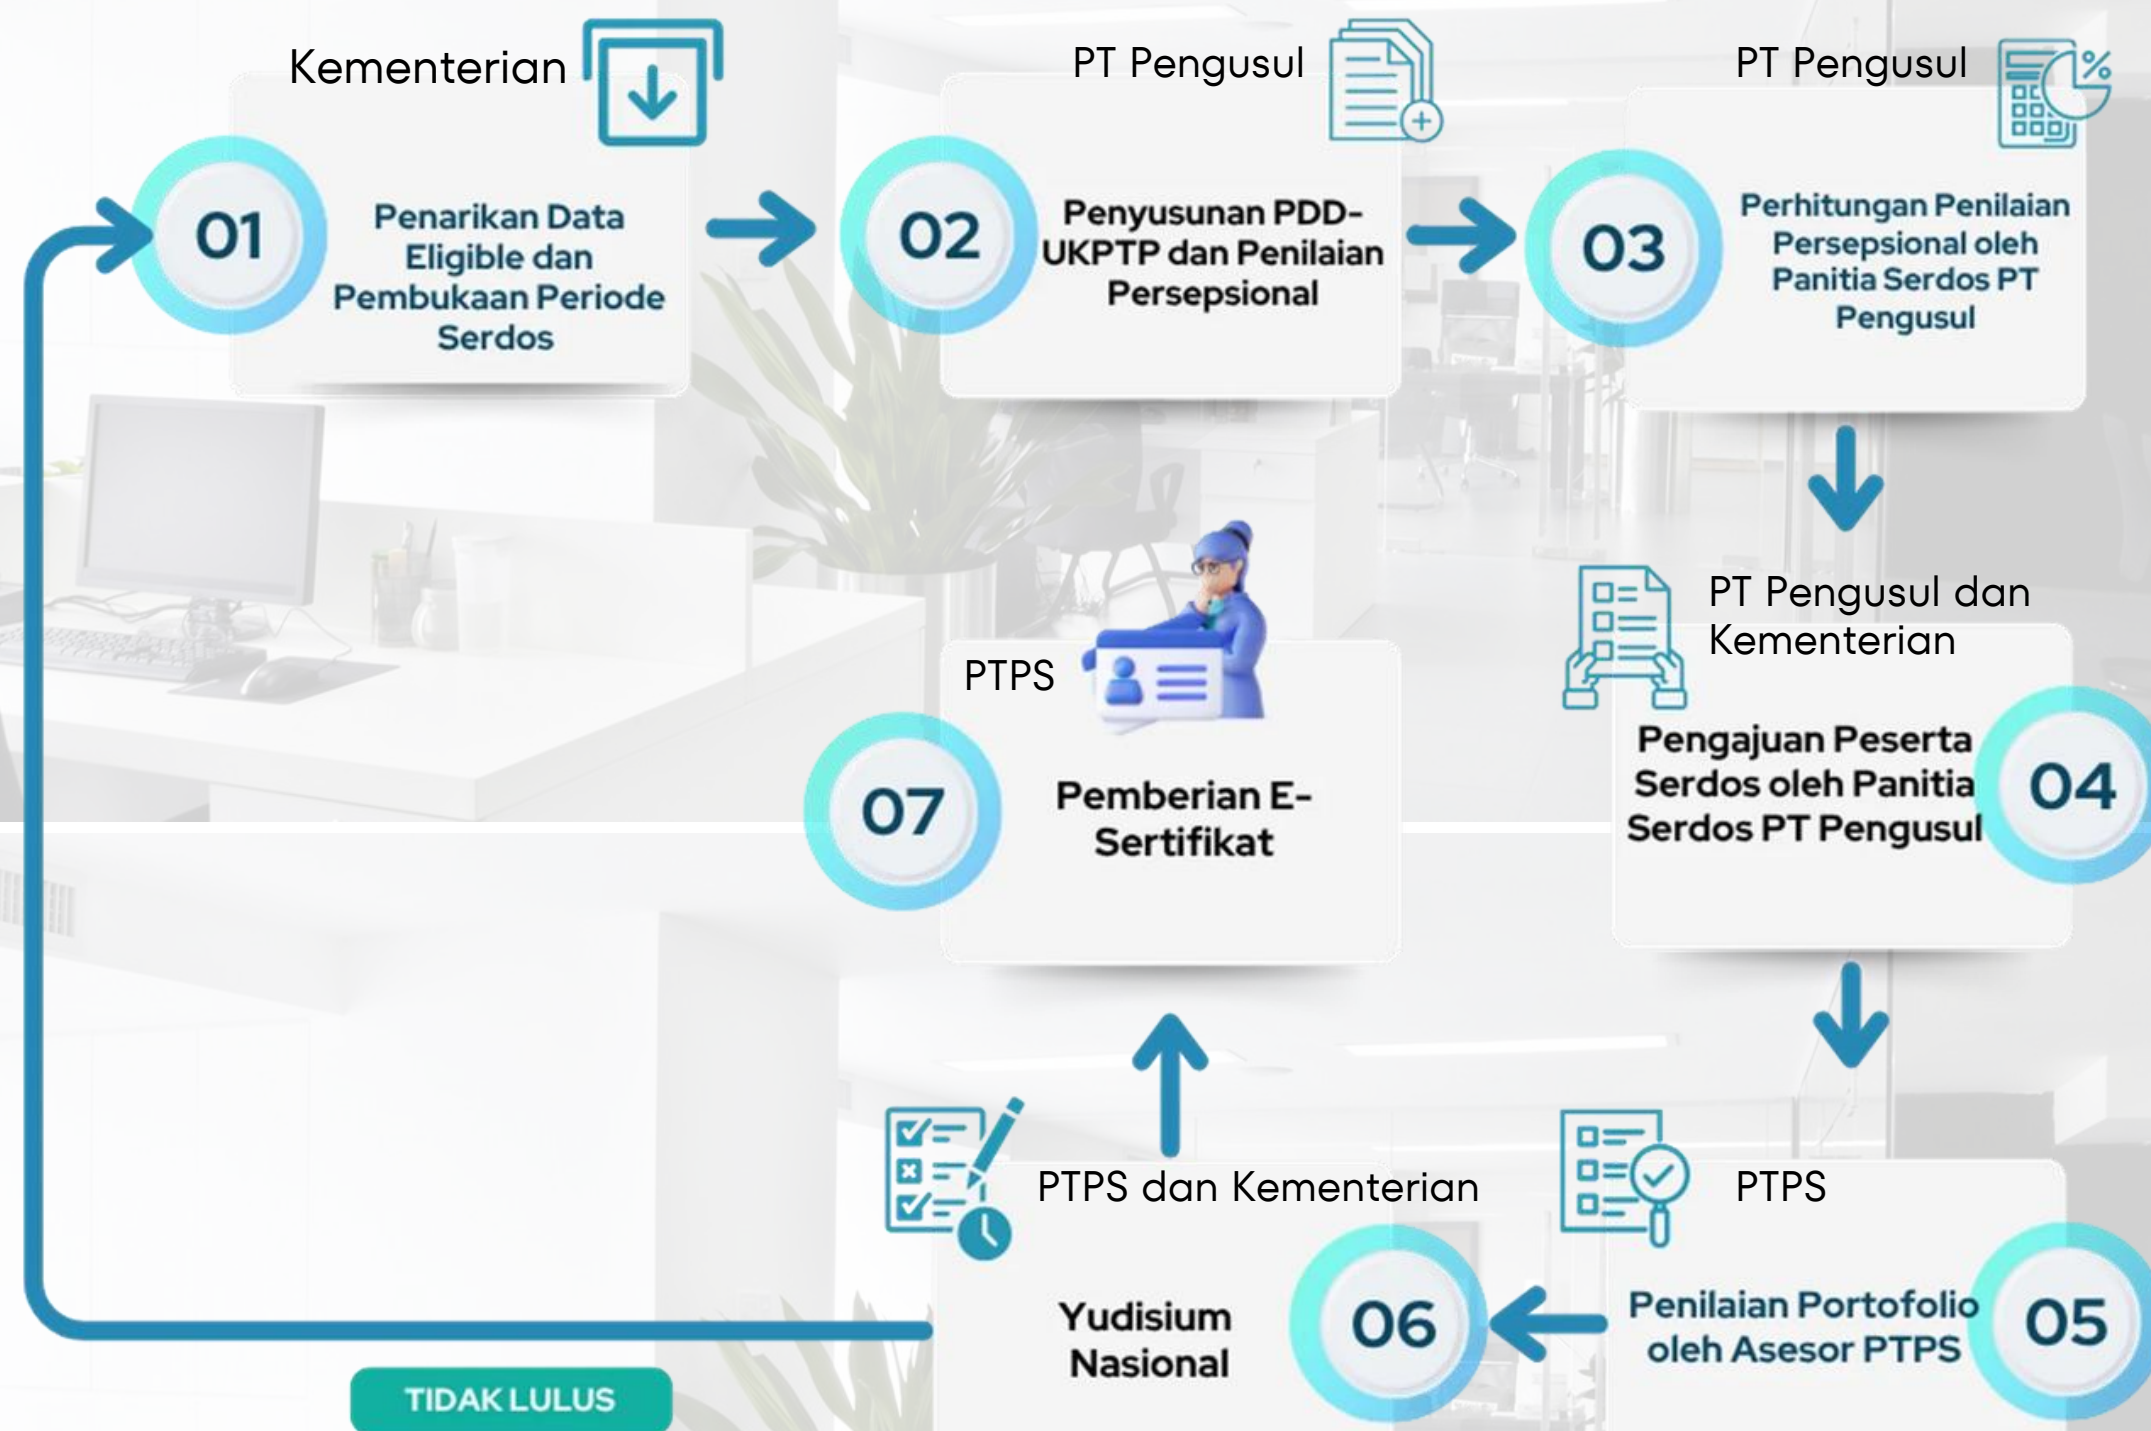 Kementerian
01
Penarikan Data
Eligible dan
Pembukaan Periode
Serdos
PT Pengusul
02
Penyusunan PDD-
UKPTP dan Penilaian
Persepsional
PT Pengusul
%
03
Perhitungan Penilaian
Persepsional oleh
Panitia Serdos PT
Pengusul
PT Pengusul dan
Kementerian
Pengajuan Peserta
Serdos oleh Panitia
Serdos PT Pengusul
04
PTPS
07
Pemberian E-
Sertifikat
PTPS
Penilaian Portofolio
oleh Asesor PTPS
05
PTPS dan Kementerian
Yudisium
Nasional
06
TIDAK LULUS